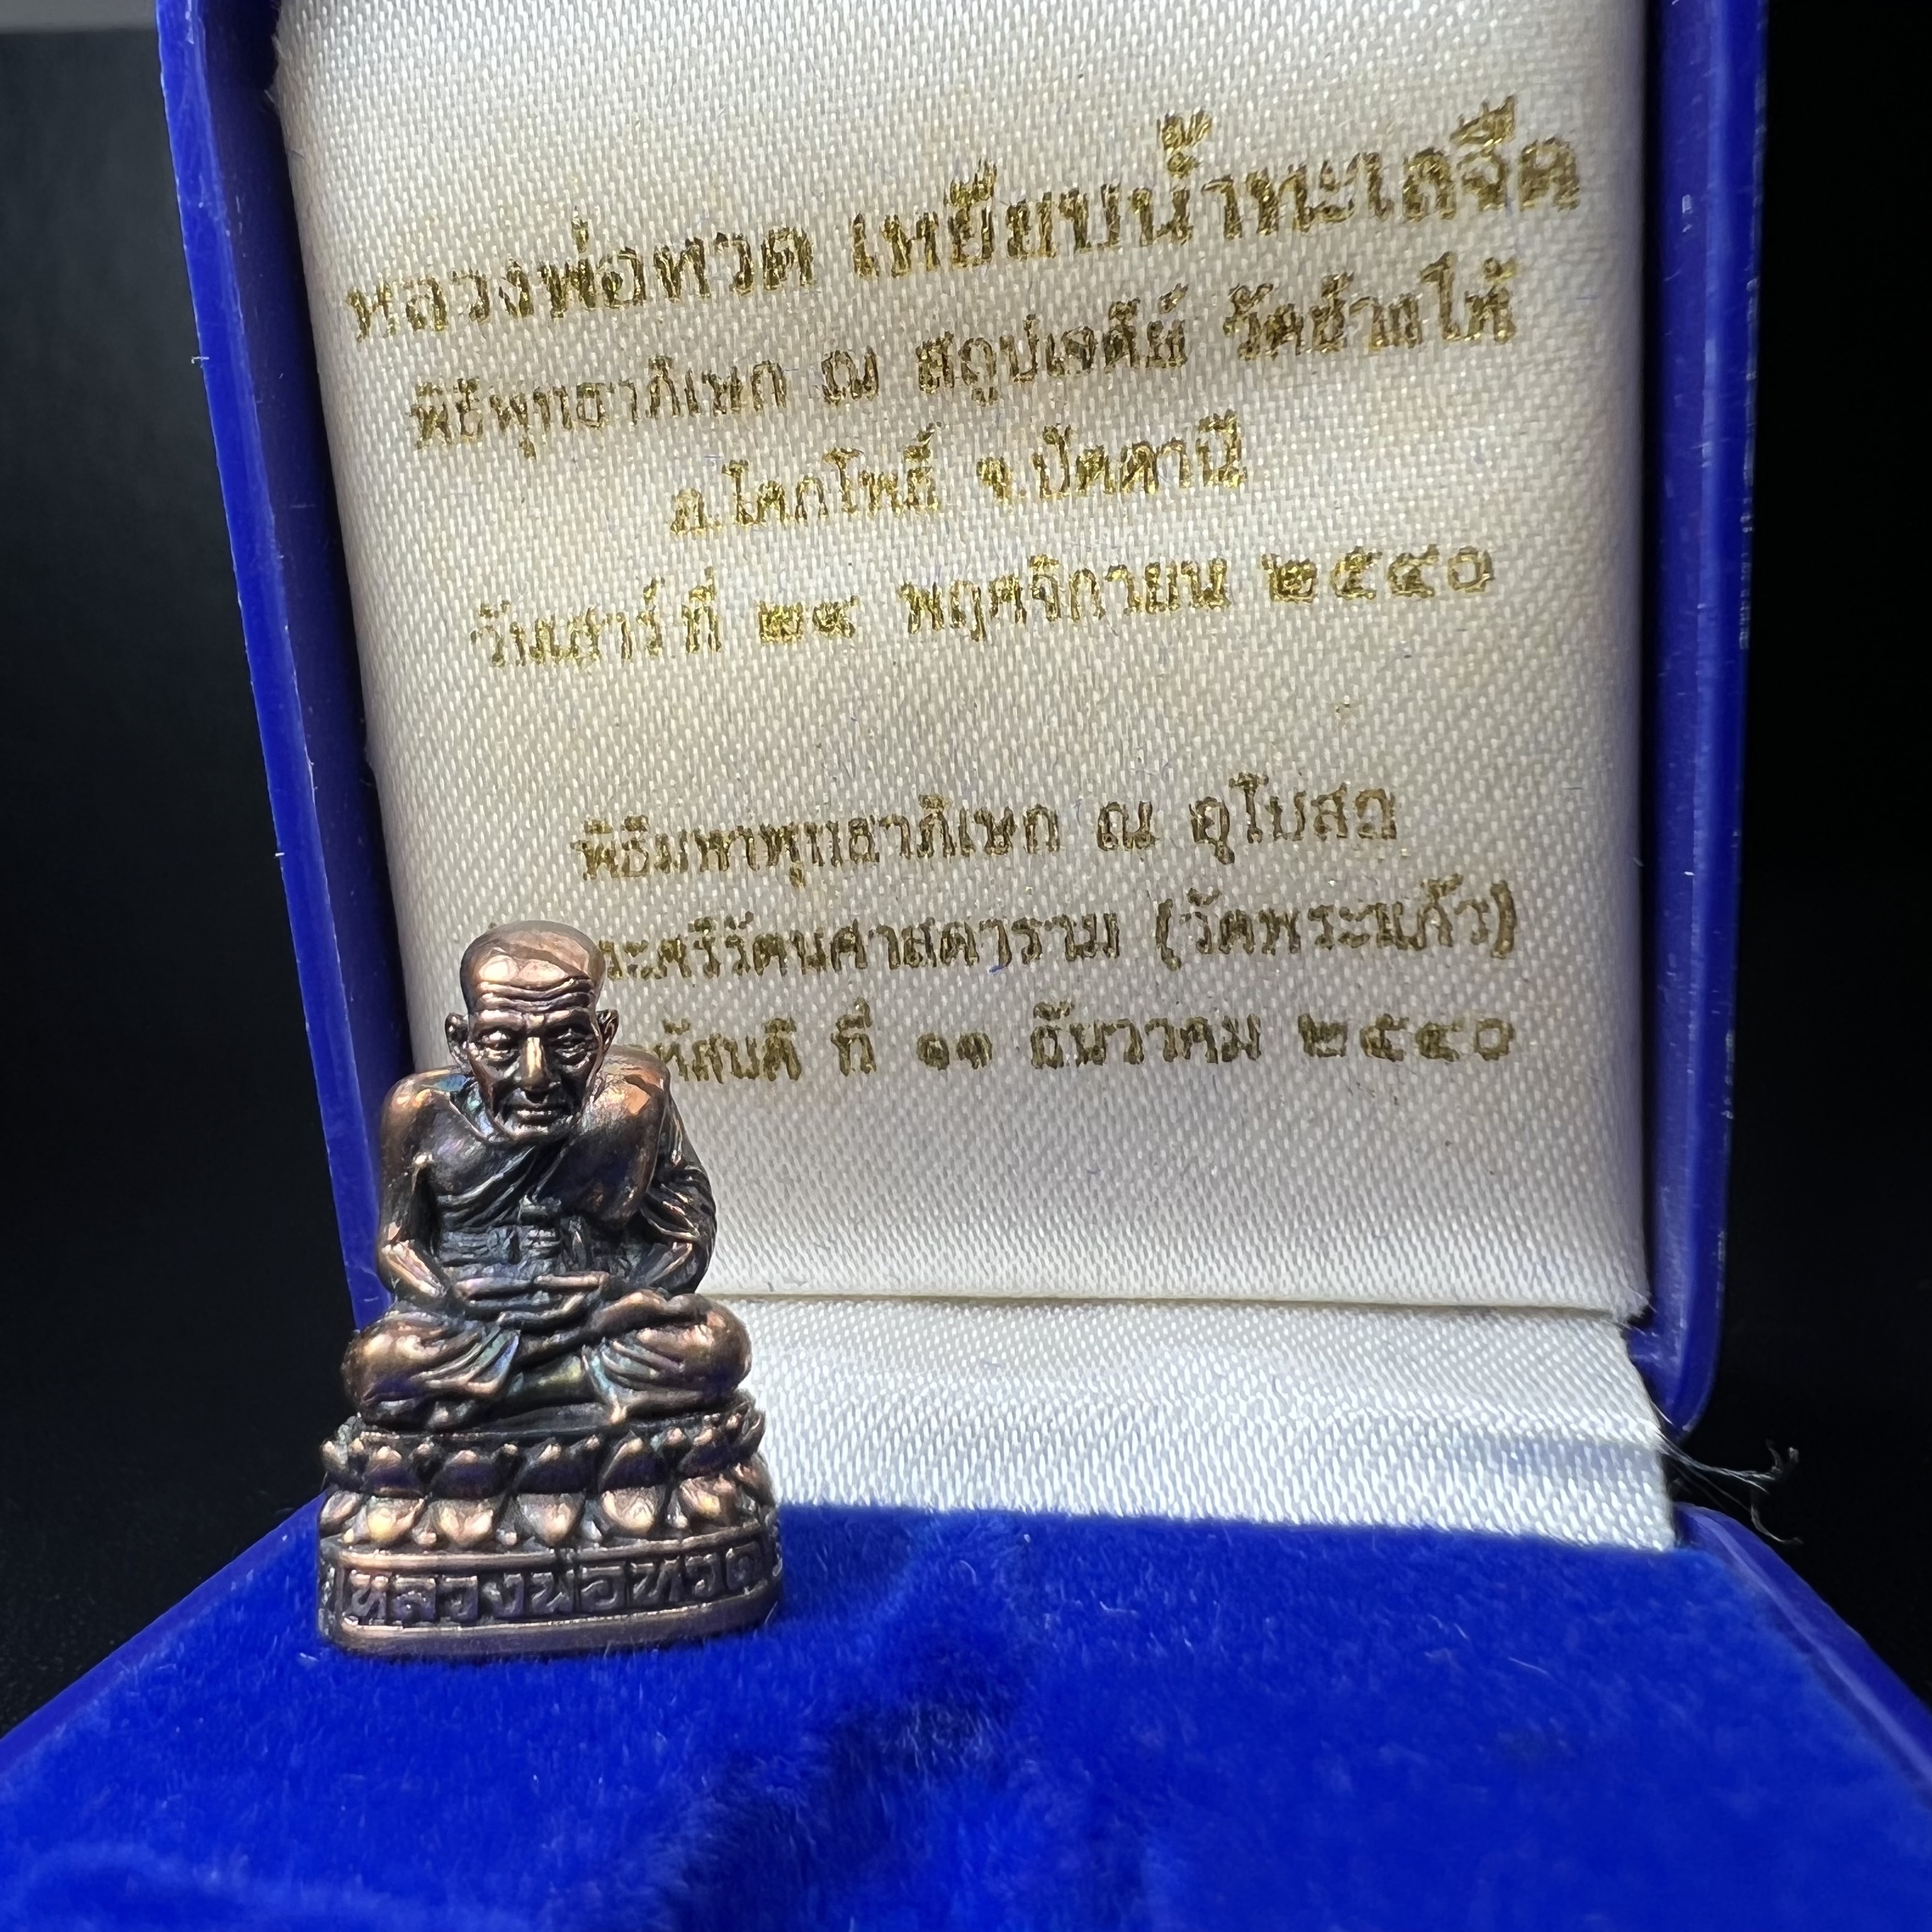 หลวงพ่อทวด เหยียบน้ำทะเลจืด
พิธีพุทธาภิเษก ณ สถูปเจดีย์ วัดช้างให้
อ.โคกโพธิ์ จ.ปัตตานี
วันเสาร์ที่ ๒๙ พฤศจิกายน ๒๕๔๐
พิธีมหาพุทธาภิเษก ณ อุโบสถ
ระศรีรัตนศาสดาราม (วัดพระแก้ว)
หัสบดี ที่ ๑๑ ธันวาคม ๒๕๔๐
หลวงพ่อทวด